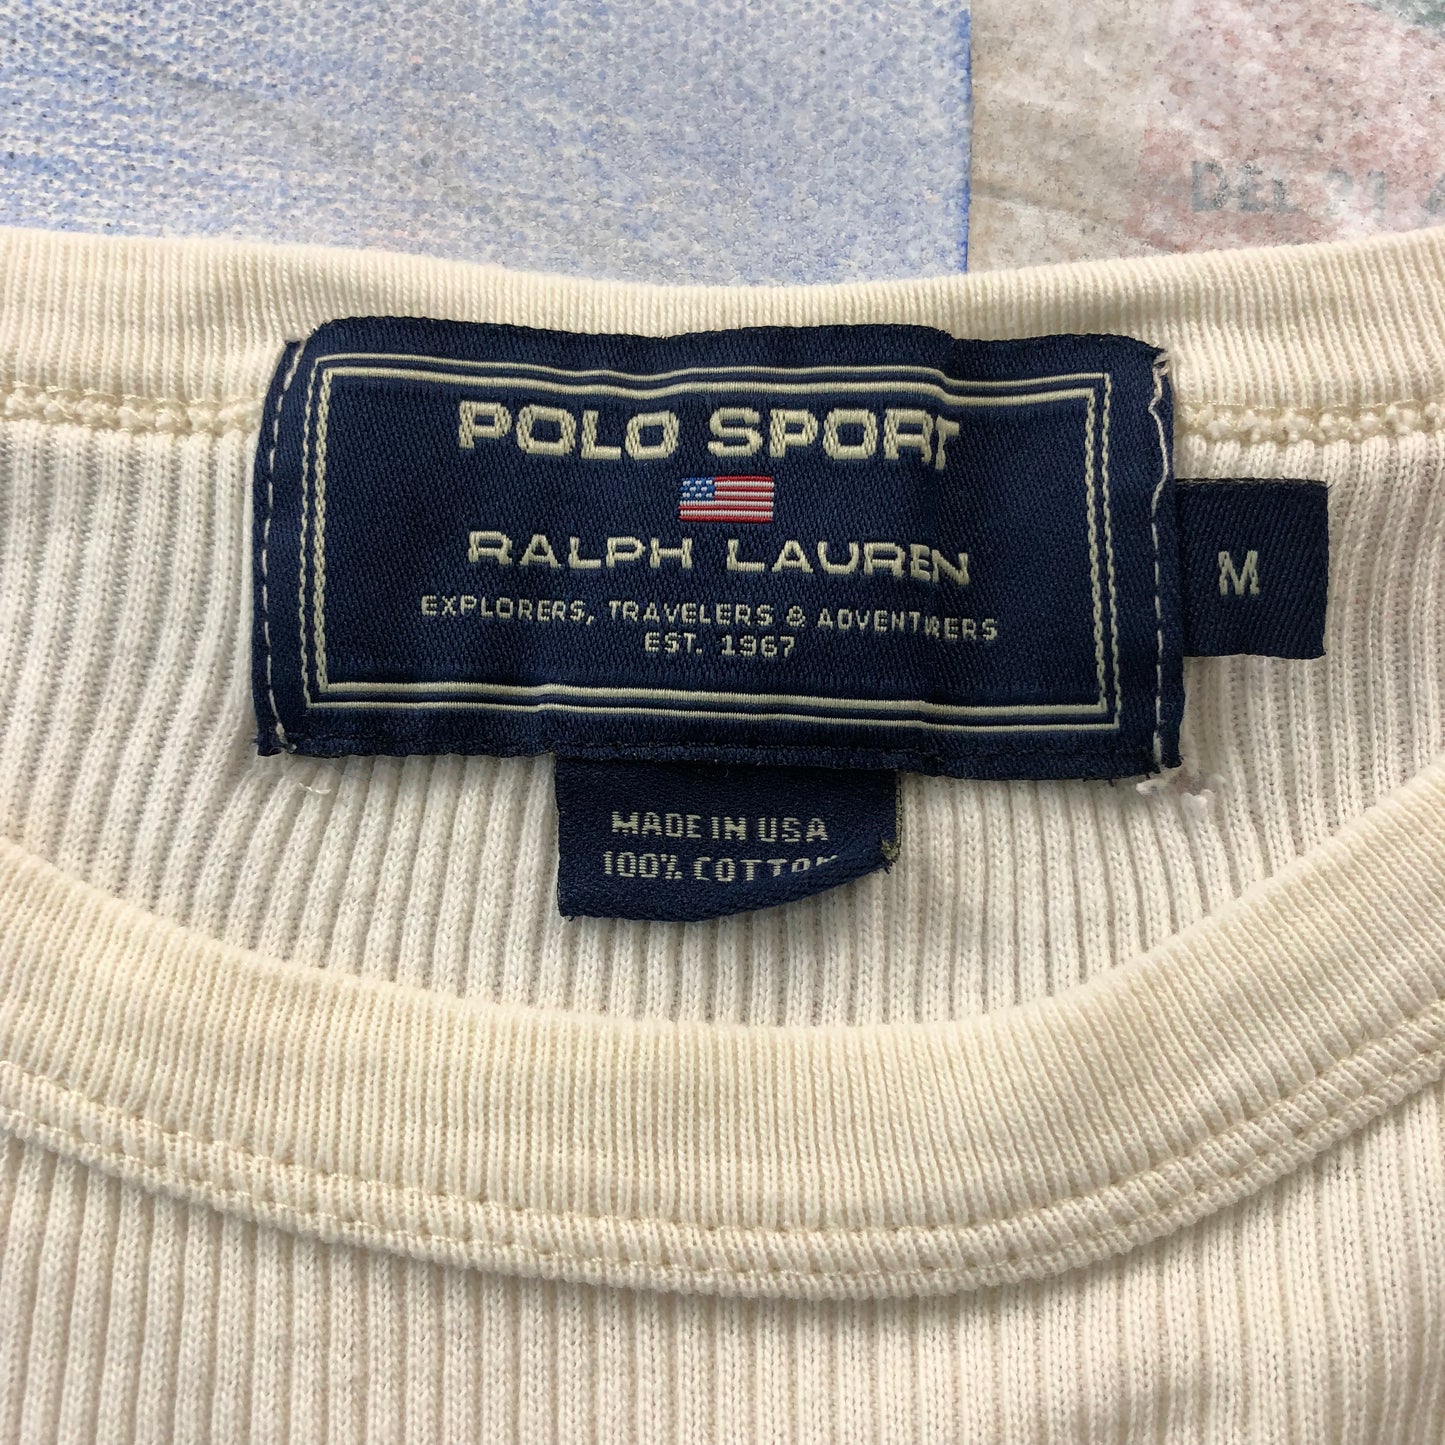 POLO SPORT
RALPH LAUREN
EXPLORERS, TRAVELERS & ADVENTURERS
EST. 1967
M
MADE IN USA
100% COTTON